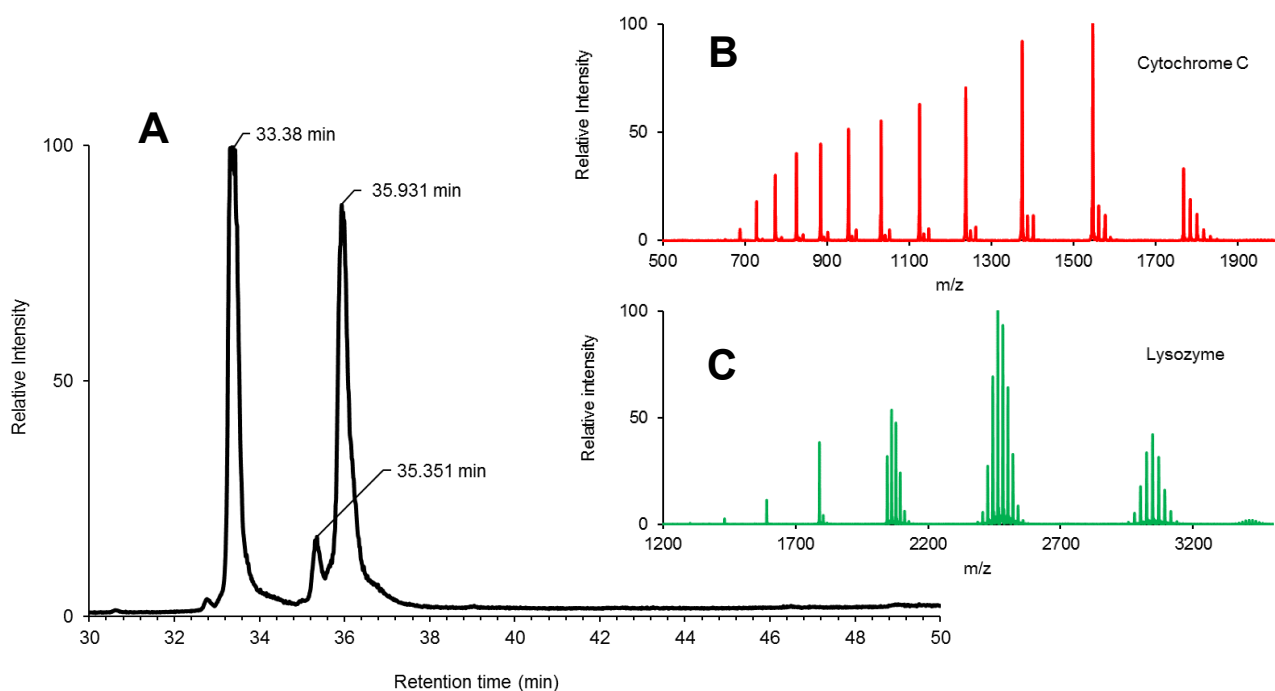 A
33.38 min
35.931 min
35.351 min
100
50
0
Relative Intensity
30 32 34 36 38 40 42 44 46 48 50
Retention time (min)
B
Cytochrome C
100
50
0
Relative Intensity
500 700 900 1100 1300 1500 1700 1900
m/z
C
Lysozyme
100
50
0
Relative intensity
1200 1700 2200 2700 3200
m/z